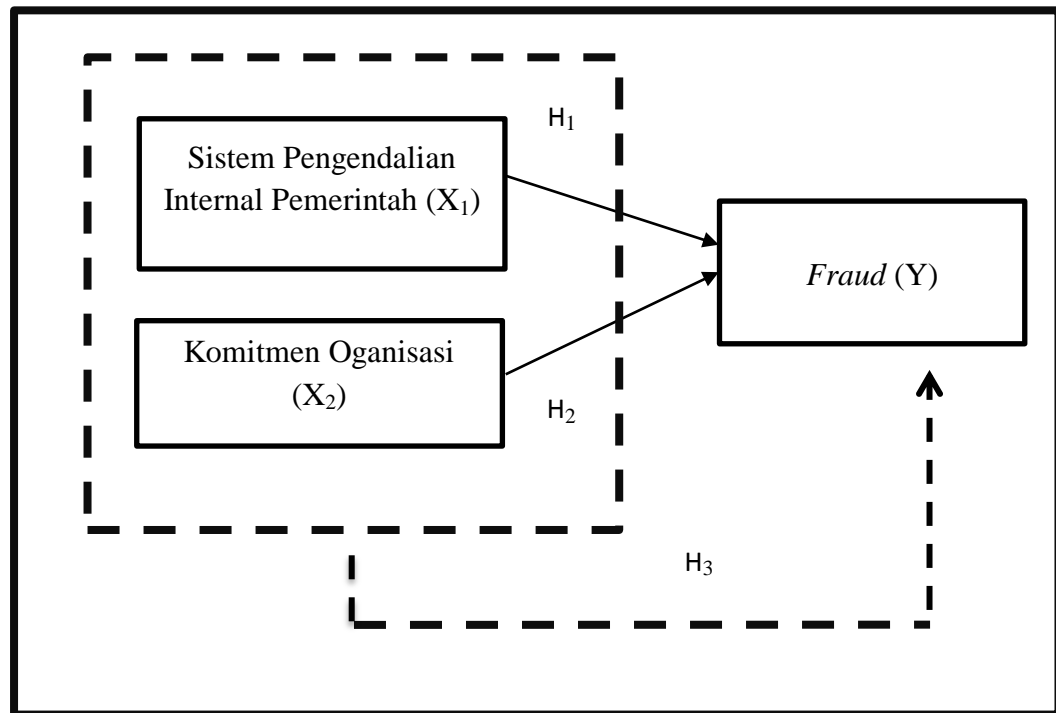 H₁
Sistem Pengendalian
Internal Pemerintah (X₁)
Fraud (Y)
Komitmen Oganisasi
(X₂)
H₂
H₃